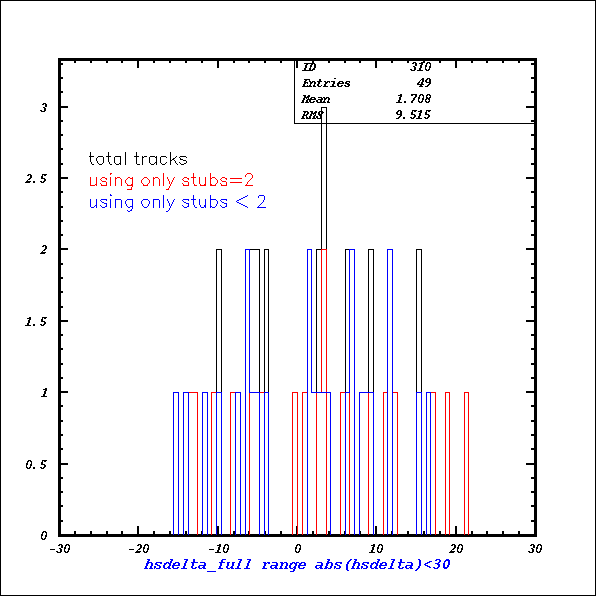 ID 310
Entries 49
Mean 1.708
RMS 9.515
3
total tracks
2.5
using only stubs=2
using only stubs < 2
2
1.5
1
0.5
0
-30 -20 -10 0 10 20 30
hsdelta_full range abs(hsdelta)<30